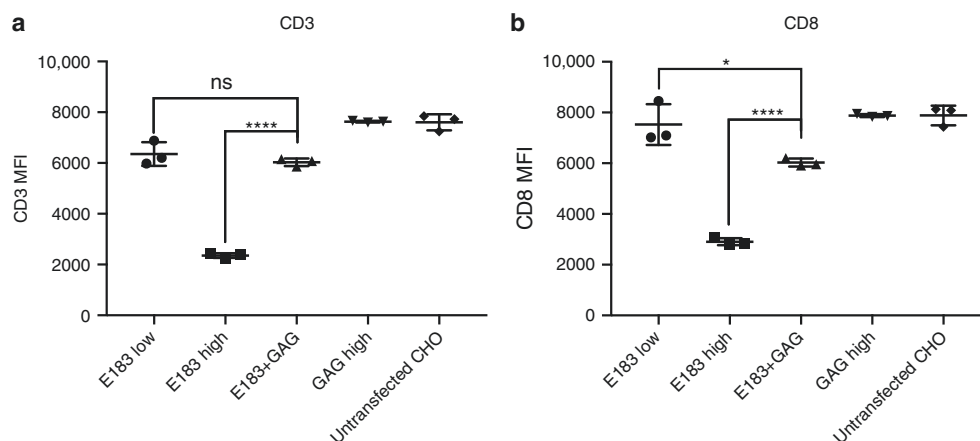 a
CD3
10,000
8000
6000
4000
2000
0
CD3 MFI
ns
****
E183 low
E183 high
E183+GAG
GAG high
Untransfected CHO
b
CD8
10,000
8000
6000
4000
2000
0
CD8 MFI
*
****
E183 low
E183 high
E183+GAG
GAG high
Untransfected CHO